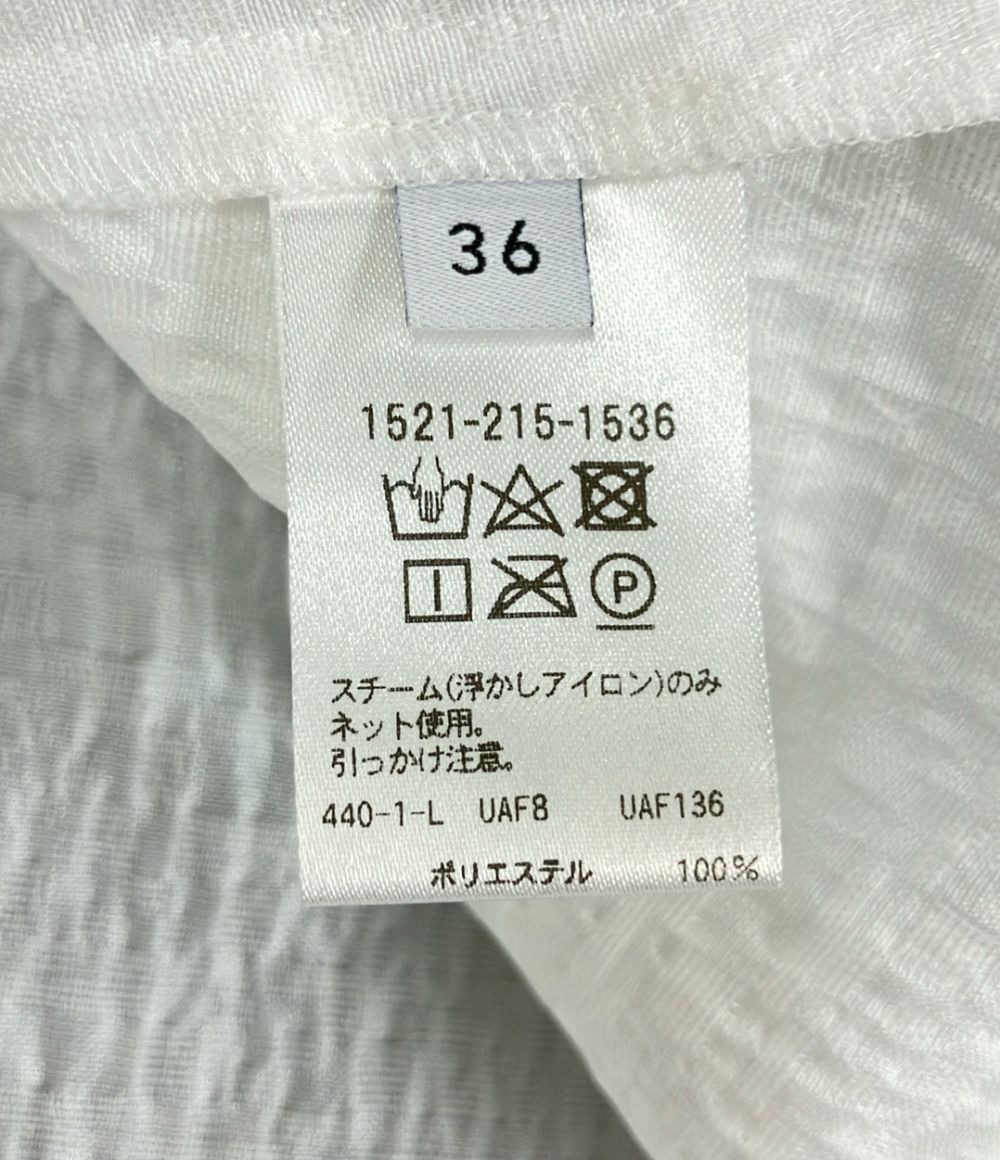 36
1521-215-1536
P
スチーム(浮かしアイロン)のみ
ネット使用。
引っかけ注意。
440-1-L UAF8 UAF136
ポリエステル 100%